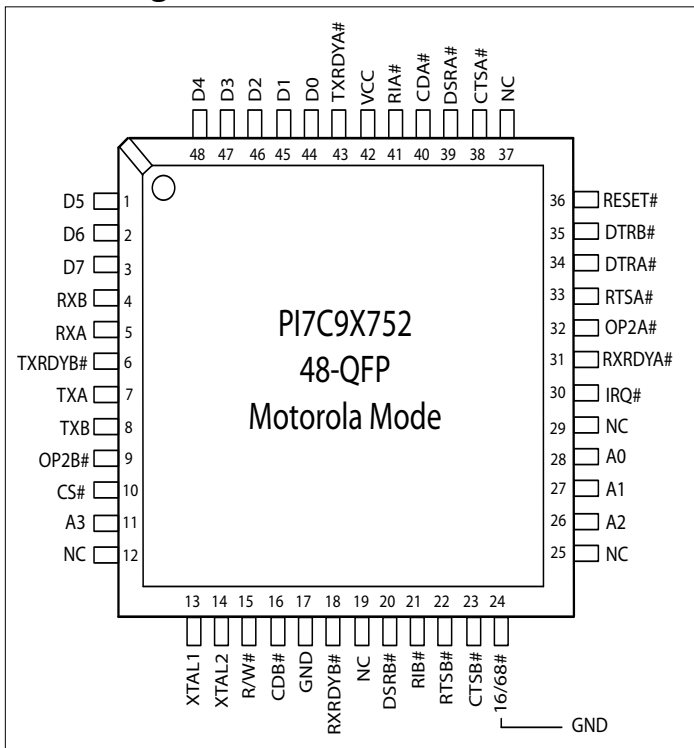 D4 D3 D2 D1 D0 TXRDYA# VCC RIA# CDA# DSRA# CTSA# NC
48 47 46 45 44 43 42 41 40 39 38 37
D5 1
D6 2
D7 3
RXB 4
RXA 5
TXRDYB# 6
TXA 7
TXB 8
OP2B# 9
CS# 10
A3 11
NC 12
PI7C9X752
48-QFP
Motorola Mode
36 RESET#
35 DTRB#
34 DTRA#
33 RTSA#
32 OP2A#
31 RXRDYA#
30 IRQ#
29 NC
28 A0
27 A1
26 A2
25 NC
13 14 15 16 17 18 19 20 21 22 23 24
XTAL1 XTAL2 R/W# CDB# GND RXRDYB# NC DSRB# RIB# RTSB# CTSB# 16/68#
GND